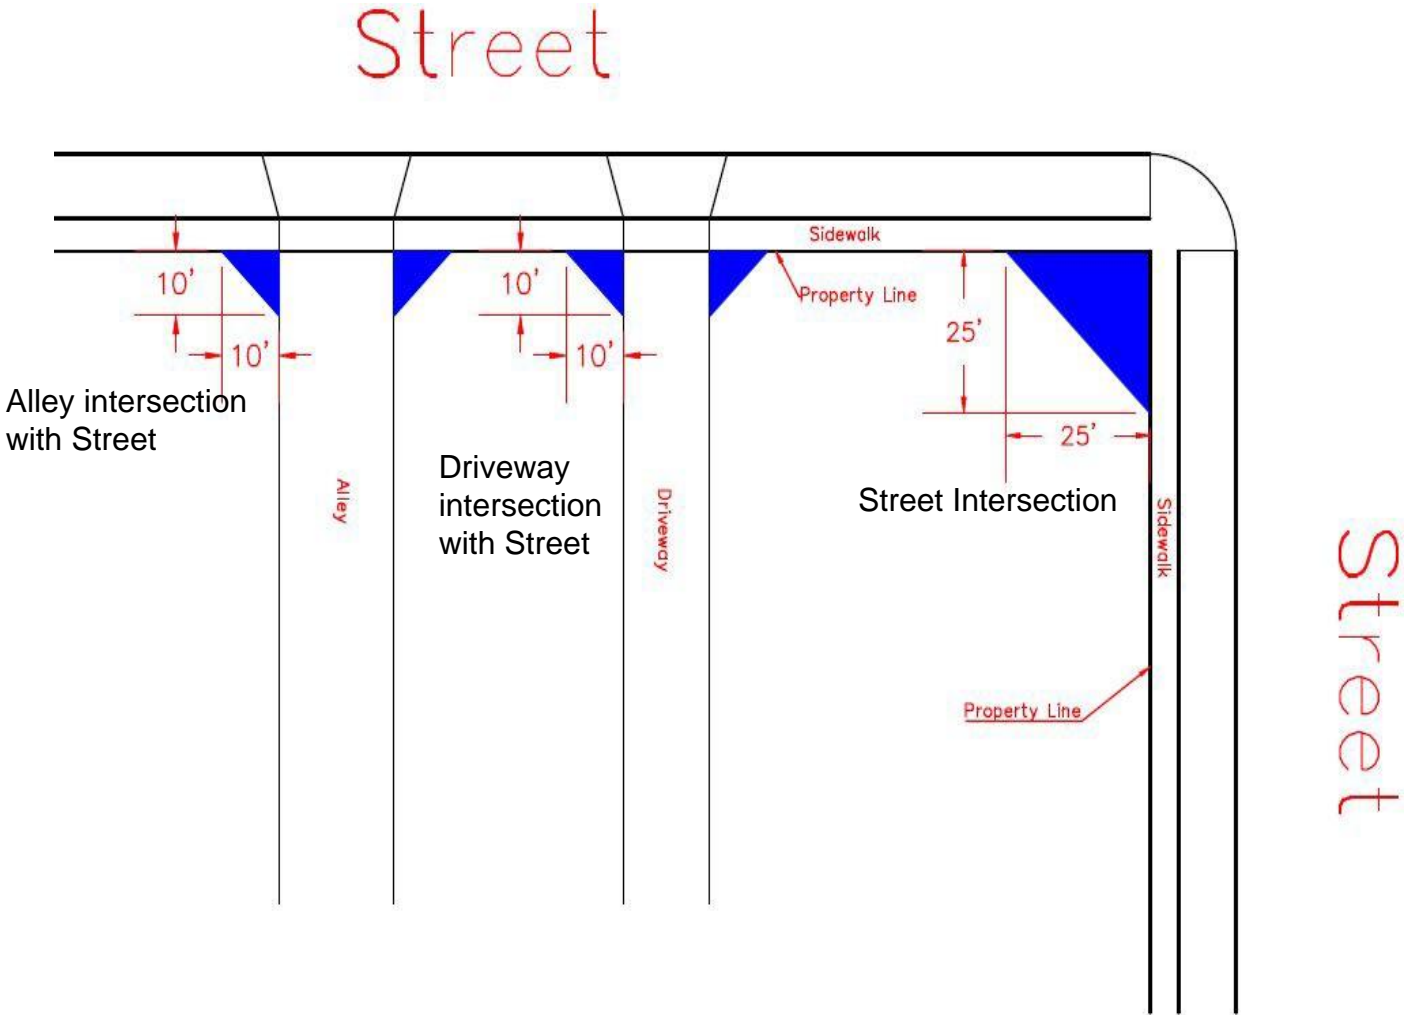 Street
Sidewalk
Property Line
10'
10'
10'
10'
25'
25'
Alley intersection
with Street
Driveway
intersection
with Street
Street Intersection
Alley
Driveway
Sidewalk
Street
Property Line